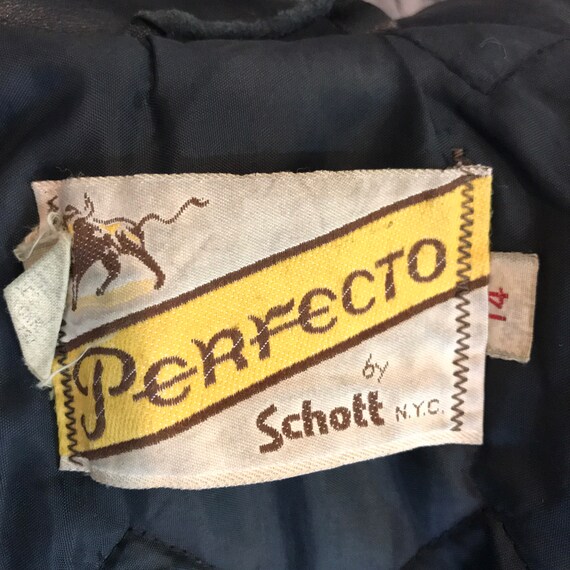 PERFECTO
by
Schott N.Y.C.
14